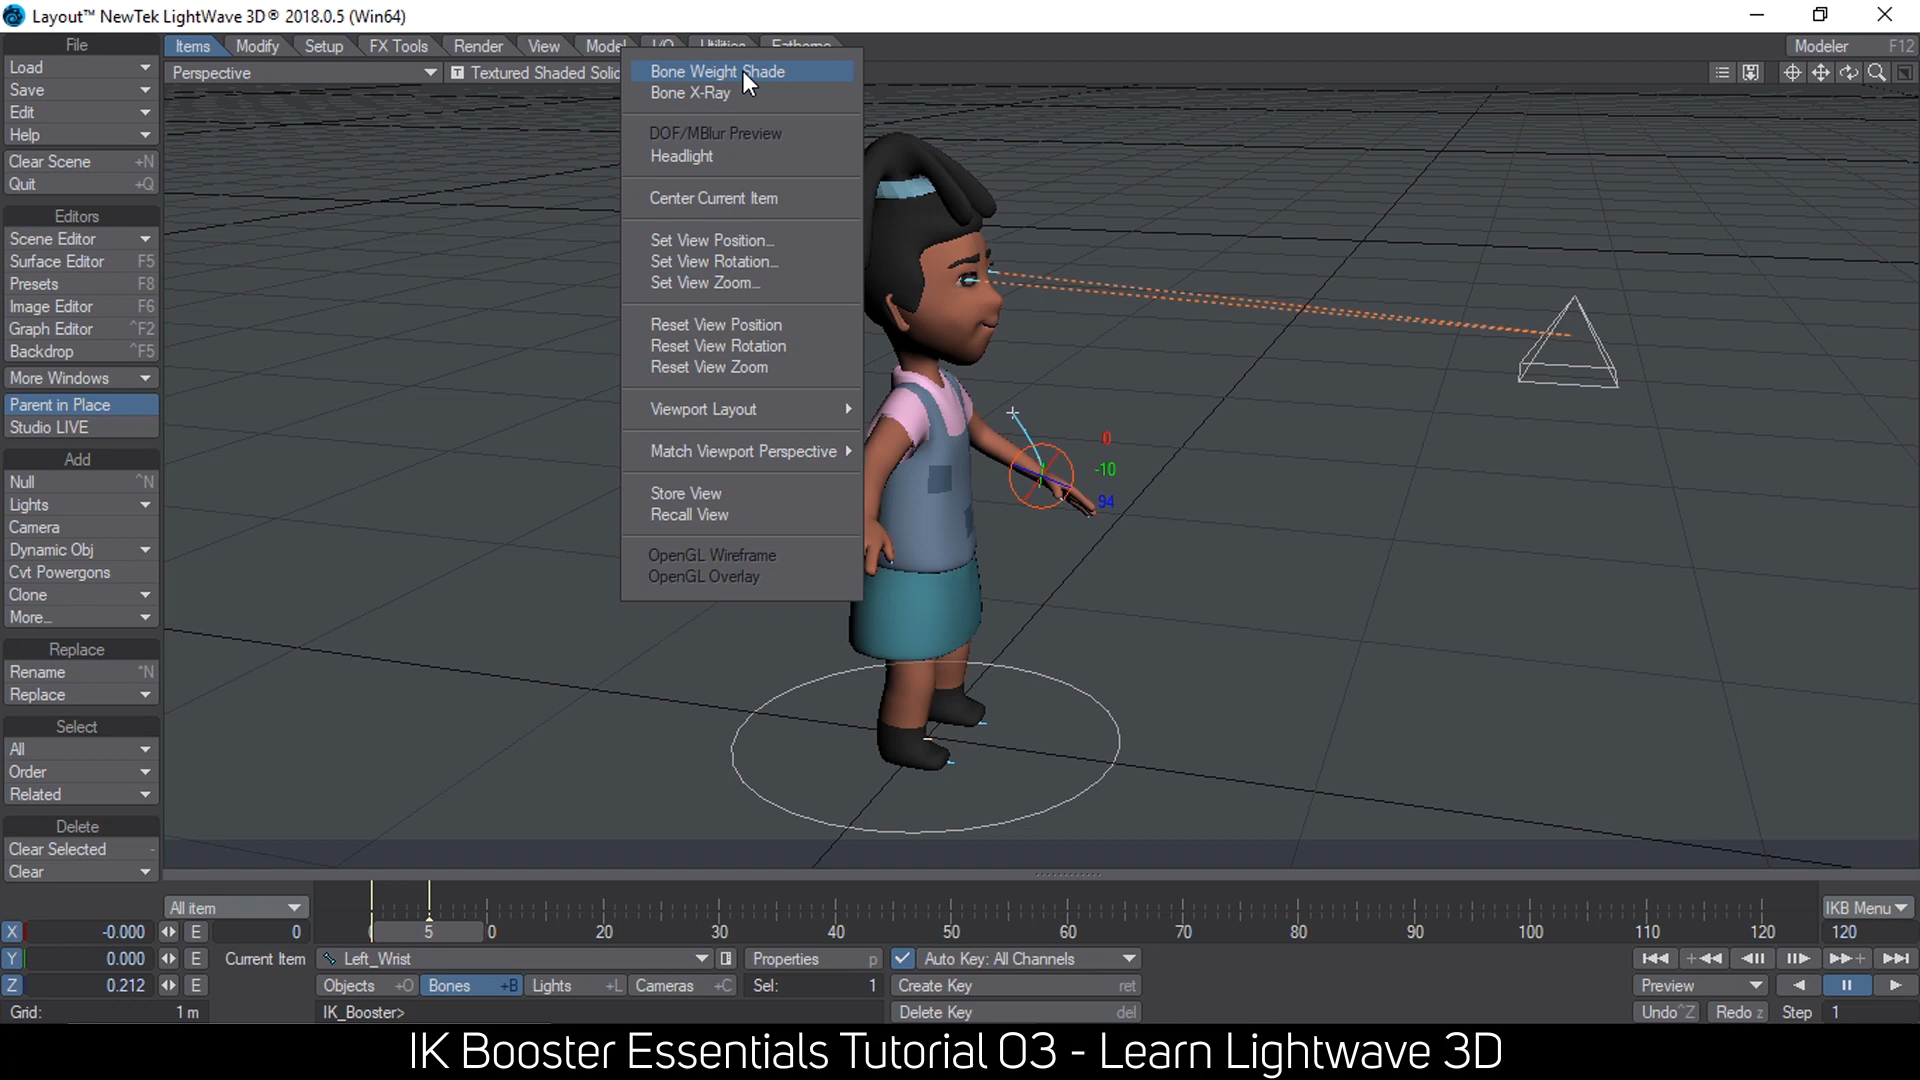 Layout™ NewTek LightWave 3D® 2018.0.5 (Win64)
File
Items Modify Setup FX Tools Render View Utilities
Modeler F12
Load
Perspective
T Textured Shaded Solid
Save
Edit
Help
Clear Scene +N
Quit +Q
Editors
Scene Editor
Surface Editor F5
Presets F8
Image Editor F6
Graph Editor ^F2
Backdrop ^F5
More Windows
Parent in Place
Studio LIVE
Add
Null ^N
Lights
Camera
Dynamic Obj
Cvt Powergons
Clone
More...
Replace
Rename ^N
Replace
Select
All
Order
Related
Delete
Clear Selected -
Clear
Bone Weight Shade
Bone X-Ray
DOF/MBlur Preview
Headlight
Center Current Item
Set View Position...
Set View Rotation...
Set View Zoom...
Reset View Position
Reset View Rotation
Reset View Zoom
Viewport Layout
Match Viewport Perspective
Store View
Recall View
OpenGL Wireframe
OpenGL Overlay
0
-10
94
All item
IKB Menu
X -0.000 E 0
5 0 20 30 40 50 60 70 80 90 100 110 120 120
Y 0.000 E Current Item Left_Wrist Properties p Auto Key: All Channels
Z 0.212 E Objects +O Bones +B Lights +L Cameras +C Sel: 1 Create Key ret Preview
Grid: 1 m IK_Booster> Delete Key del Undo ^Z Redo z Step 1
IK Booster Essentials Tutorial 03 - Learn Lightwave 3D